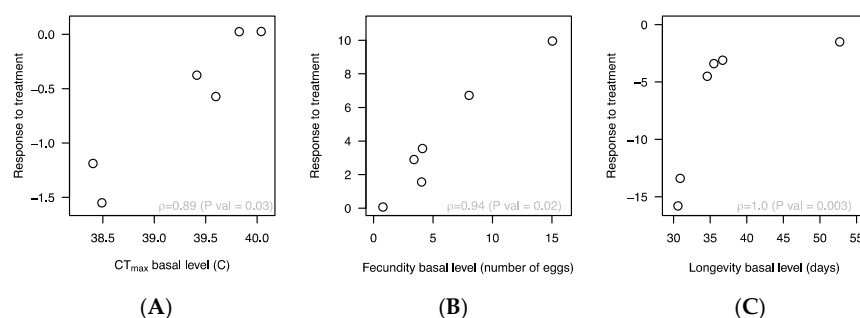 Response to treatment
0.0
−0.5
−1.0
−1.5
ρ=0.89 (P val = 0.03)
38.5 39.0 39.5 40.0
CTmax basal level (C)
(A)
Response to treatment
10
8
6
4
2
0
ρ=0.94 (P val = 0.02)
0 5 10 15
Fecundity basal level (number of eggs)
(B)
Response to treatment
0
−5
−10
−15
ρ=1.0 (P val = 0.003)
30 35 40 45 50 55
Longevity basal level (days)
(C)